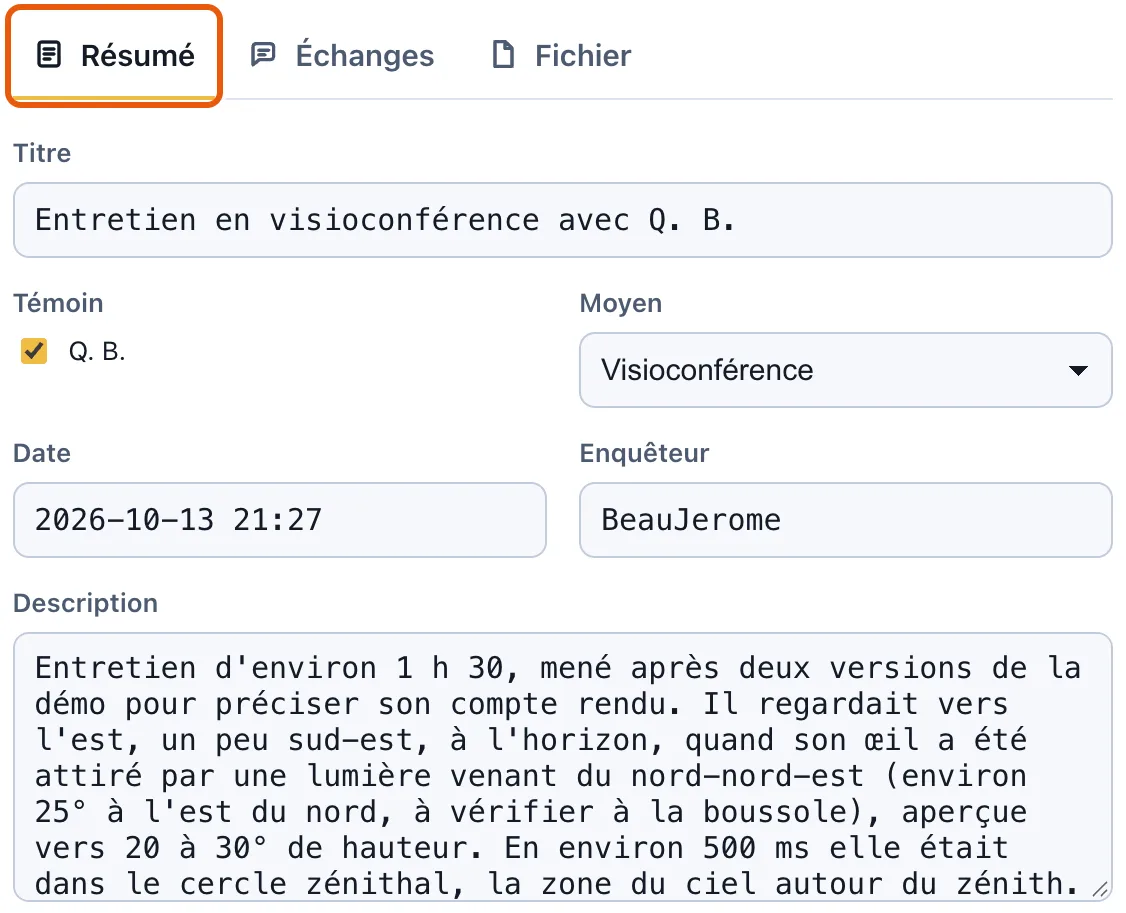 Résumé Échanges Fichier
Titre
Entretien en visioconférence avec Q. B.
Témoin Moyen
Q. B. Visioconférence
Date Enquêteur
2026-10-13 21:27 BeauJerome
Description
Entretien d'environ 1 h 30, mené après deux versions de la
démo pour préciser son compte rendu. Il regardait vers
l'est, un peu sud-est, à l'horizon, quand son œil a été
attiré par une lumière venant du nord-nord-est (environ
25° à l'est du nord, à vérifier à la boussole), aperçue
vers 20 à 30° de hauteur. En environ 500 ms elle était
dans le cercle zénithal, la zone du ciel autour du zénith.